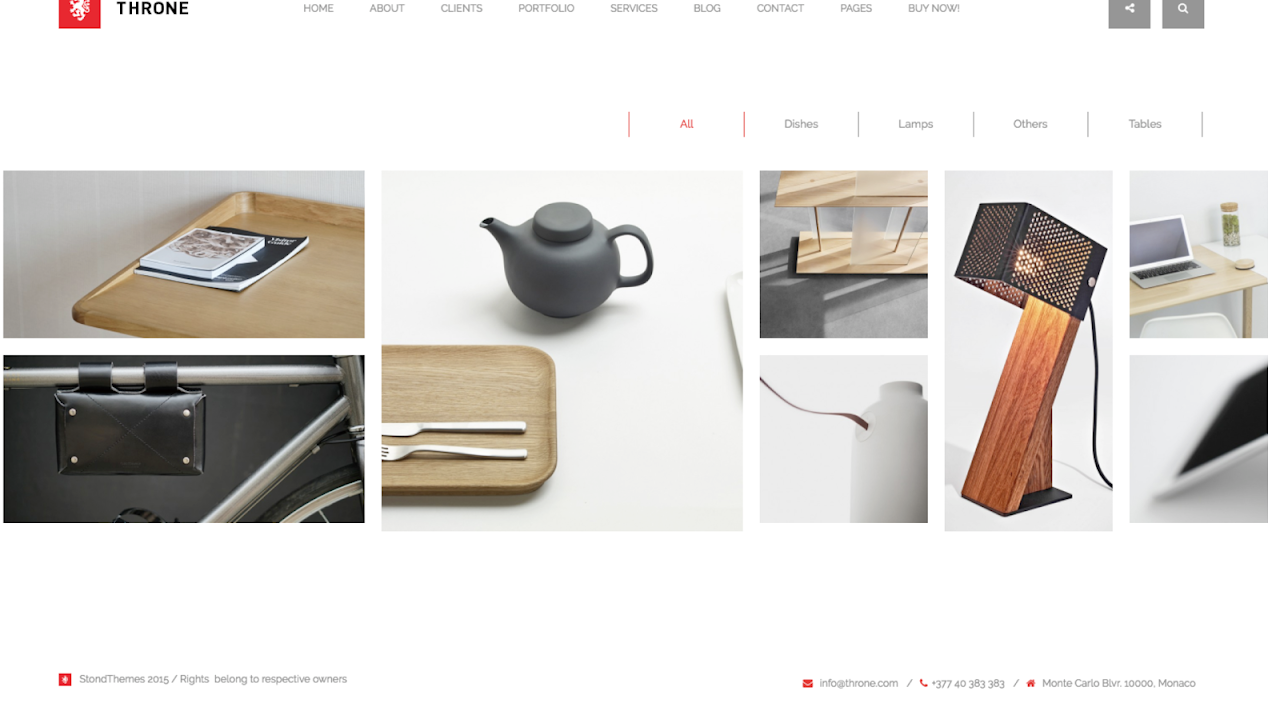 THRONE HOME ABOUT CLIENTS PORTFOLIO SERVICES BLOG CONTACT PAGES BUY NOW!
All Dishes Lamps Others Tables
StondThemes 2015 / Rights belong to respective owners
info@throne.com / +377 40 383 383 / Monte Carlo Blvr. 10000, Monaco